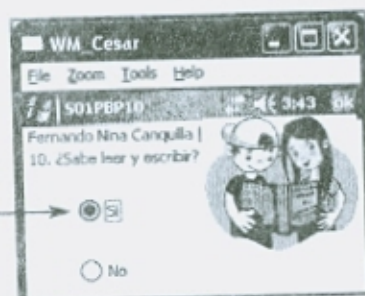 WM_Cesar
File Zoom Tools Help
S01PBP10 3:43 ok
Fernando Nina Canquilla |
10. ¿Sabe leer y escribir?
Si
No